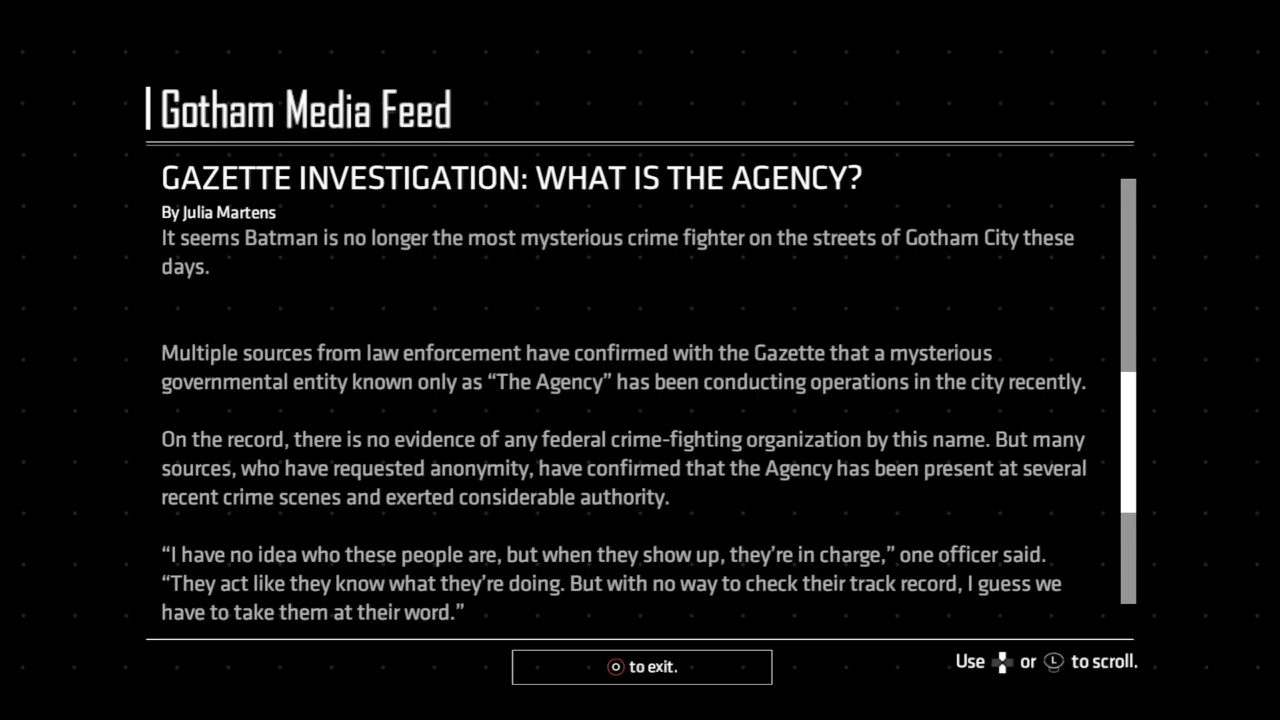 Gotham Media Feed
GAZETTE INVESTIGATION: WHAT IS THE AGENCY?
By Julia Martens
It seems Batman is no longer the most mysterious crime fighter on the streets of Gotham City these
days.
Multiple sources from law enforcement have confirmed with the Gazette that a mysterious
governmental entity known only as “The Agency” has been conducting operations in the city recently.
On the record, there is no evidence of any federal crime-fighting organization by this name. But many
sources, who have requested anonymity, have confirmed that the Agency has been present at several
recent crime scenes and exerted considerable authority.
“I have no idea who these people are, but when they show up, they’re in charge,” one officer said.
“They act like they know what they’re doing. But with no way to check their track record, I guess we
have to take them at their word.”
O to exit.
Use or L to scroll.